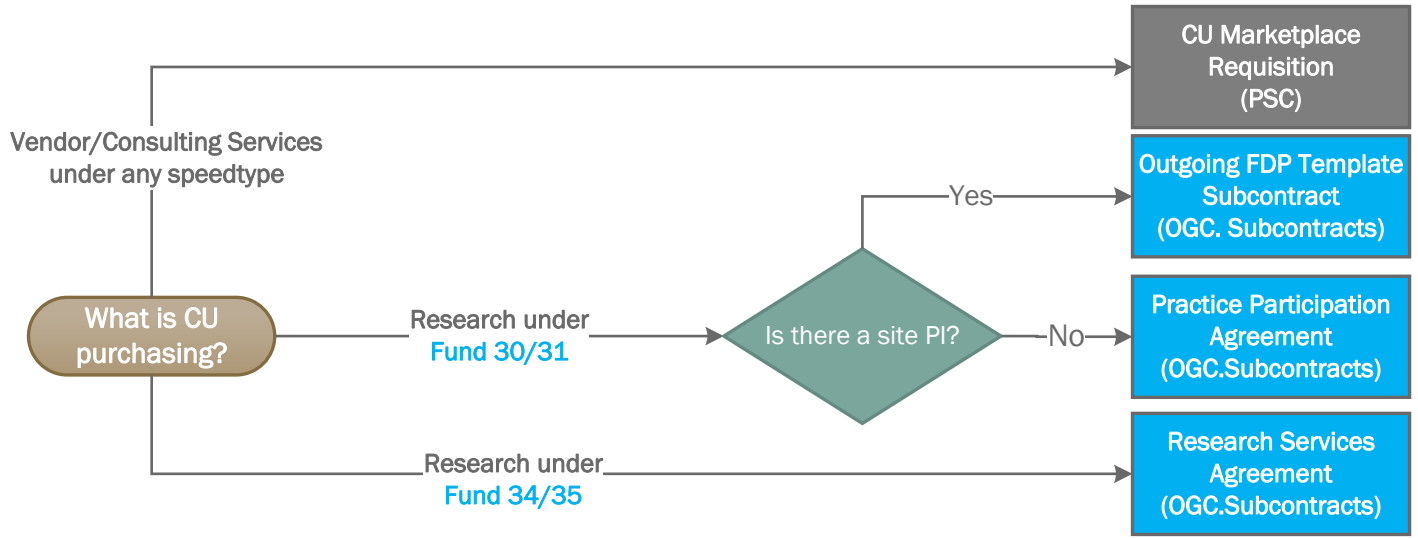 CU Marketplace
Requisition
(PSC)
Vendor/Consulting Services
under any speedtype
Outgoing FDP Template
Subcontract
(OGC. Subcontracts)
Yes
What is CU
purchasing?
Research under
Fund 30/31
Is there a site PI?
No
Practice Participation
Agreement
(OGC.Subcontracts)
Research under
Fund 34/35
Research Services
Agreement
(OGC.Subcontracts)